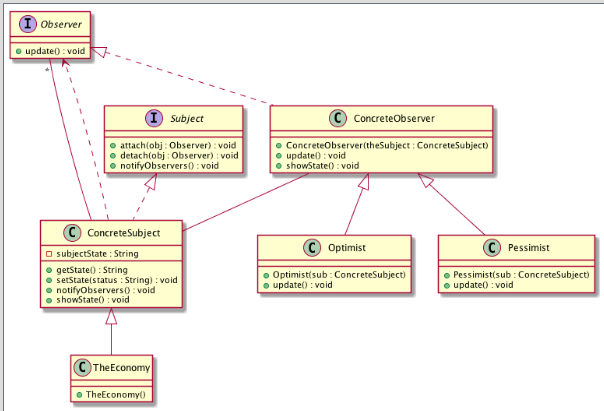 I Observer
update() : void
*
I Subject
attach(obj : Observer) : void
detach(obj : Observer) : void
notifyObservers() : void
C ConcreteObserver
ConcreteObserver(theSubject : ConcreteSubject)
update() : void
showState() : void
C ConcreteSubject
subjectState : String
getState() : String
setState(status : String) : void
notifyObservers() : void
showState() : void
C Optimist
Optimist(sub : ConcreteSubject)
update() : void
C Pessimist
Pessimist(sub : ConcreteSubject)
update() : void
C TheEconomy
TheEconomy()